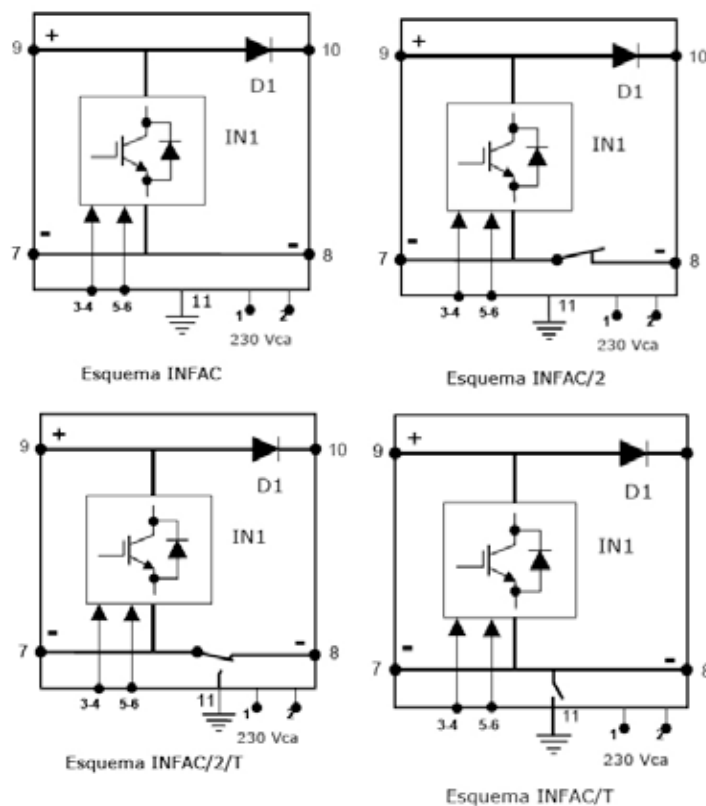 9 + 10
D1
IN1
7 - - 8
3-4 5-6 11 1 2
230 Vca
Esquema INFAC
9 + 10
D1
IN1
7 - - 8
3-4 5-6 11 1 2
230 Vca
Esquema INFAC/2
9 + 10
D1
IN1
7 - - 8
3-4 5-6 11 1 2
230 Vca
Esquema INFAC/2/T
9 +
D1
IN1
7 - - 8
3-4 5-6 11 1 2
230 Vca
Esquema INFAC/T